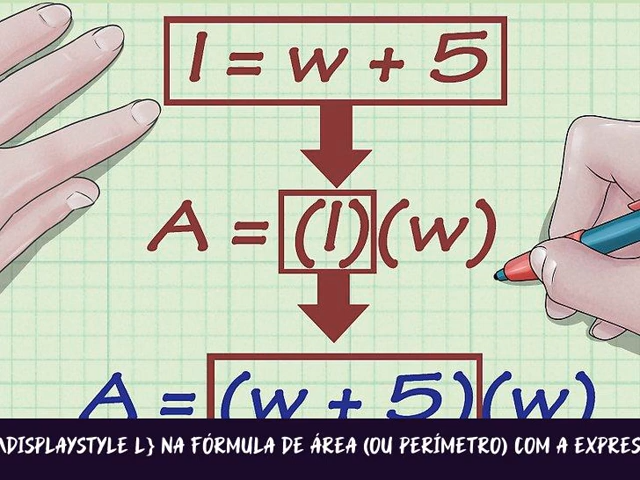 l = w + 5
A = (l)(w)
A = (w + 5)(w)
\DISPLAYSTYLE L} NA FÓRMULA DE ÁREA (OU PERÍMETRO) COM A EXPRES